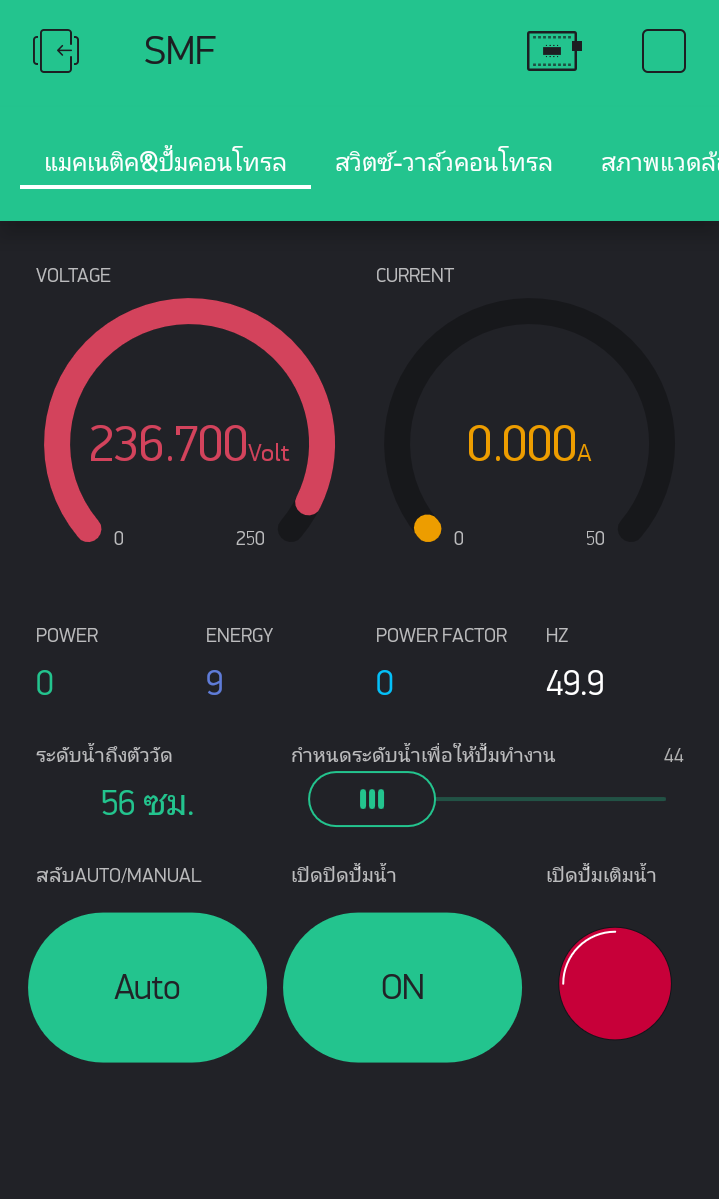 SMF
แมคเนติค&ปั้มคอนโทรล สวิตซ์-วาล์วคอนโทรล สภาพแวดล้อ
VOLTAGE CURRENT
236.700Volt 0.000A
0 250 0 50
POWER ENERGY POWER FACTOR HZ
0 9 0 49.9
ระดับน้ำถึงตัววัด กำหนดระดับน้ำเพื่อให้ปั้มทำงาน 44
56 ซม.
สลับAUTO/MANUAL เปิดปิดปั้มน้ำ เปิดปั้มเติมน้ำ
Auto ON